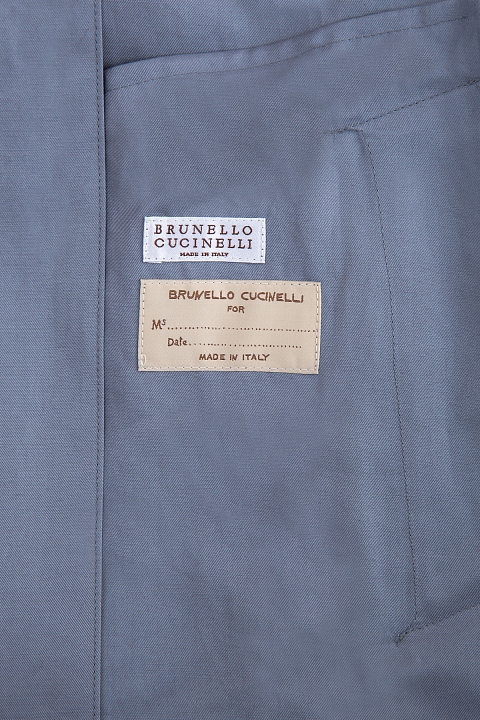 BRUNELLO
CUCINELLI
MADE IN ITALY
BRUNELLO CUCINELLI
FOR
Ms........................................
Date..............................
MADE IN ITALY